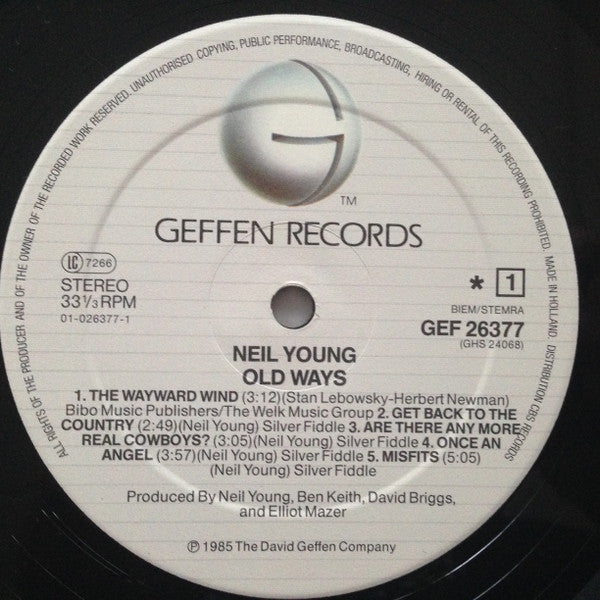 ALL RIGHTS OF THE PRODUCER AND OF THE OWNER OF THE RECORDED WORK RESERVED. UNAUTHORISED COPYING, PUBLIC PERFORMANCE, BROADCASTING, HIRING OR RENTAL OF THIS RECORDING PROHIBITED. MADE IN HOLLAND. DISTRIBUTION CBS RECORDS
G
TM
GEFFEN RECORDS
LC 7266
STEREO
33 1/3 RPM
01-026377-1
* 1
BIEM/STEMRA
GEF 26377
(GHS 24068)
NEIL YOUNG
OLD WAYS
1. THE WAYWARD WIND (3:12)(Stan Lebowsky-Herbert Newman)
Bibo Music Publishers/The Welk Music Group 2. GET BACK TO THE
COUNTRY (2:49)(Neil Young) Silver Fiddle 3. ARE THERE ANY MORE
REAL COWBOYS? (3:05)(Neil Young) Silver Fiddle 4. ONCE AN
ANGEL (3:57)(Neil Young) Silver Fiddle 5. MISFITS (5:05)
(Neil Young) Silver Fiddle
Produced By Neil Young, Ben Keith, David Briggs,
and Elliot Mazer
℗ 1985 The David Geffen Company